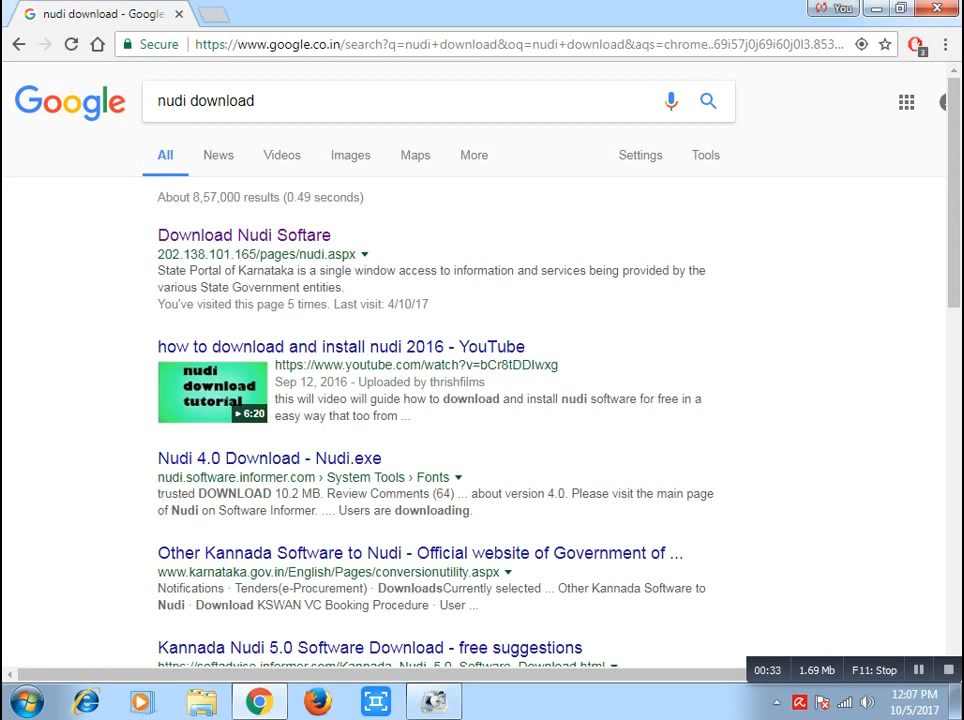 nudi download - Google
You
Secure
https://www.google.co.in/search?q=nudi+download&oq=nudi+download&aqs=chrome..69i57j0j69i60j0l3.853...
3
Google
nudi download
All News Videos Images Maps More Settings Tools
About 8,57,000 results (0.49 seconds)
Download Nudi Softare
202.138.101.165/pages/nudi.aspx
State Portal of Karnataka is a single window access to information and services being provided by the
various State Government entities.
You've visited this page 5 times. Last visit: 4/10/17
how to download and install nudi 2016 - YouTube
https://www.youtube.com/watch?v=bCr8tDDIwxg
Sep 12, 2016 - Uploaded by thrishfilms
this will video will guide how to download and install nudi software for free in a
easy way that too from ...
nudi
download
tutorial
6:20
Nudi 4.0 Download - Nudi.exe
nudi.software.informer.com › System Tools › Fonts
trusted DOWNLOAD 10.2 MB. Review Comments (64) ... about version 4.0. Please visit the main page
of Nudi on Software Informer. .... Users are downloading.
Other Kannada Software to Nudi - Official website of Government of ...
www.karnataka.gov.in/English/Pages/conversionutility.aspx
Notifications · Tenders(e-Procurement) · DownloadsCurrently selected ... Other Kannada Software to
Nudi · Download KSWAN VC Booking Procedure · User ...
Kannada Nudi 5.0 Software Download - free suggestions
https://softadvise.informer.com/Kannada_Nudi_5.0_Software_Download.html
00:33 1.69 Mb F11: Stop
12:07 PM
10/5/2017